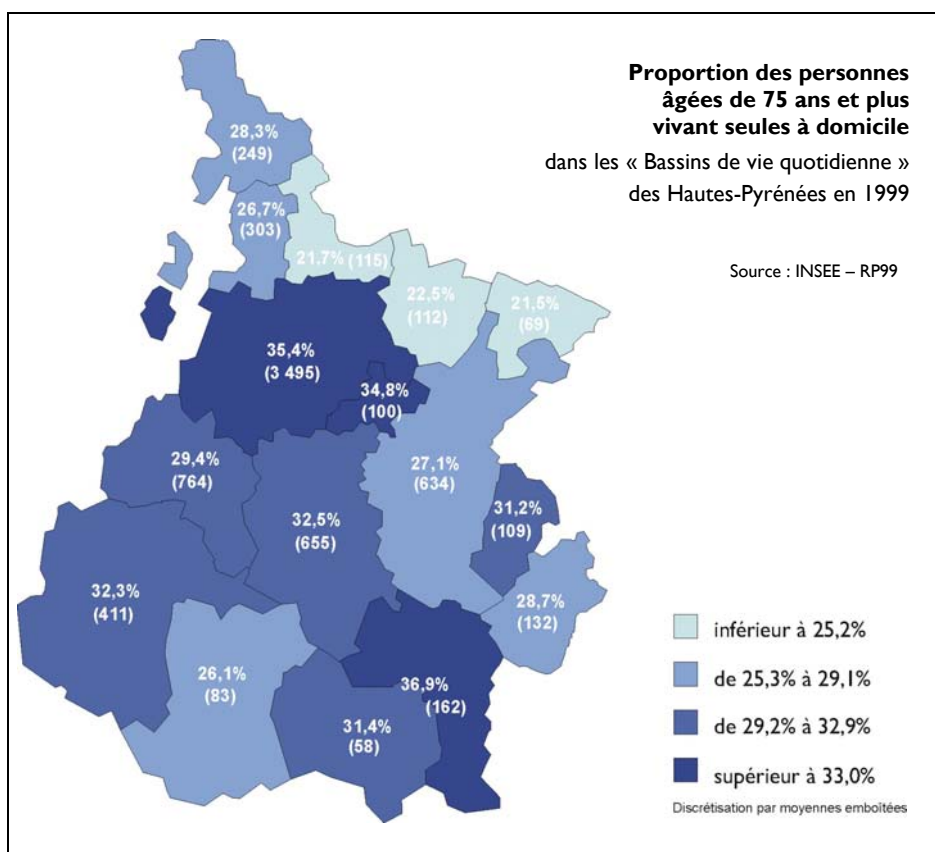 Proportion des personnes
âgées de 75 ans et plus
vivant seules à domicile
dans les « Bassins de vie quotidienne »
des Hautes-Pyrénées en 1999
Source : INSEE – RP99
28,3%
(249)
26,7%
(303)
21,7% (115)
22,5%
(112)
21,5%
(69)
35,4%
(3 495)
34,8%
(100)
29,4%
(764)
27,1%
(634)
32,5%
(655)
31,2%
(109)
32,3%
(411)
28,7%
(132)
26,1%
(83)
36,9%
(162)
31,4%
(58)
inférieur à 25,2%
de 25,3% à 29,1%
de 29,2% à 32,9%
supérieur à 33,0%
Discrétisation par moyennes emboîtées